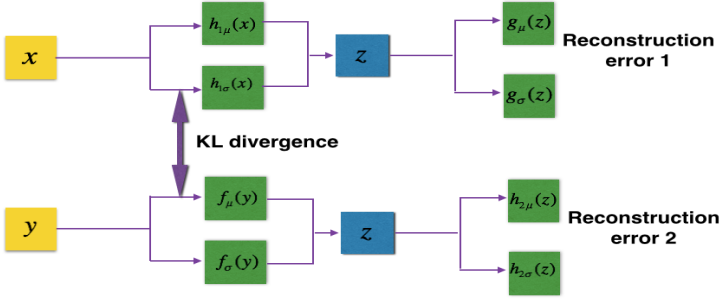 x
h₁μ(x)
h₁σ(x)
z
gμ(z)
gσ(z)
Reconstruction
error 1
KL divergence
y
fμ(y)
fσ(y)
z
h₂μ(z)
h₂σ(z)
Reconstruction
error 2